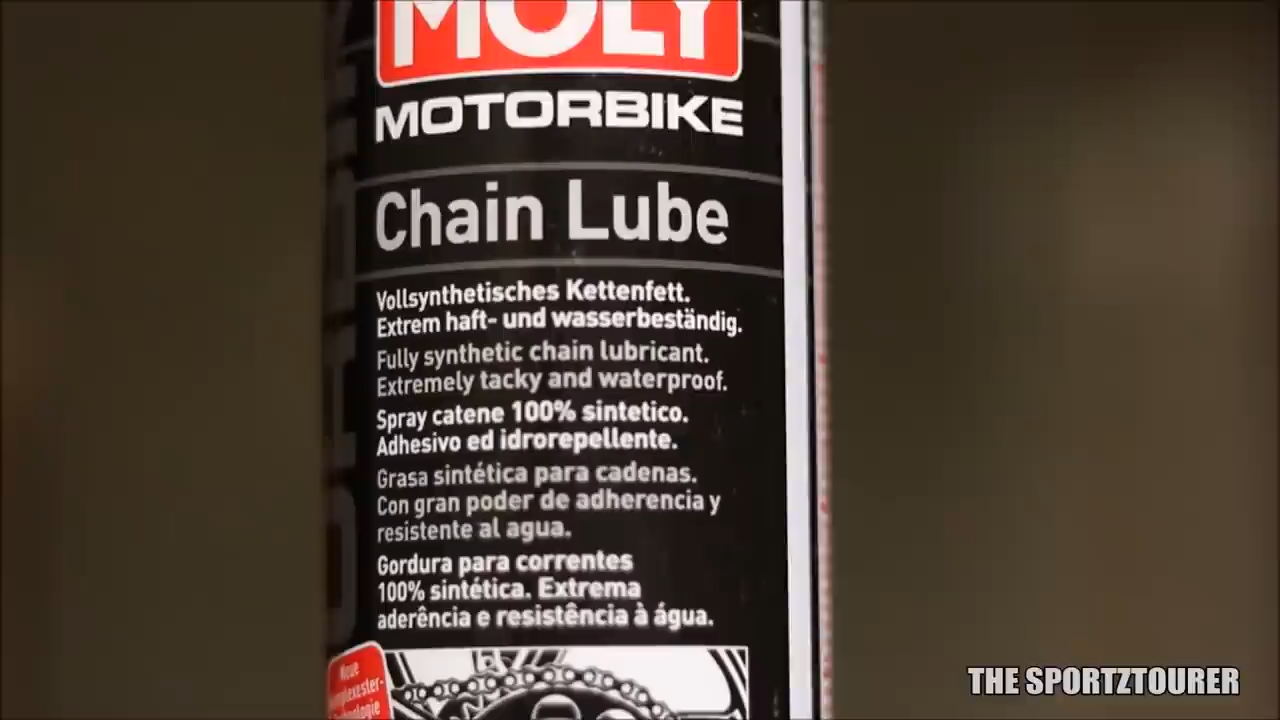 MOLY
MOTORBIKE
Chain Lube
Vollsynthetisches Kettenfett.
Extrem haft- und wasserbeständig.
Fully synthetic chain lubricant.
Extremely tacky and waterproof.
Spray catene 100% sintetico.
Adhesivo ed idrorepellente.
Grasa sintética para cadenas.
Con gran poder de adherencia y
resistente al agua.
Gordura para correntes
100% sintética. Extrema
aderência e resistência à água.
Neue
THE SPORTZTOURER